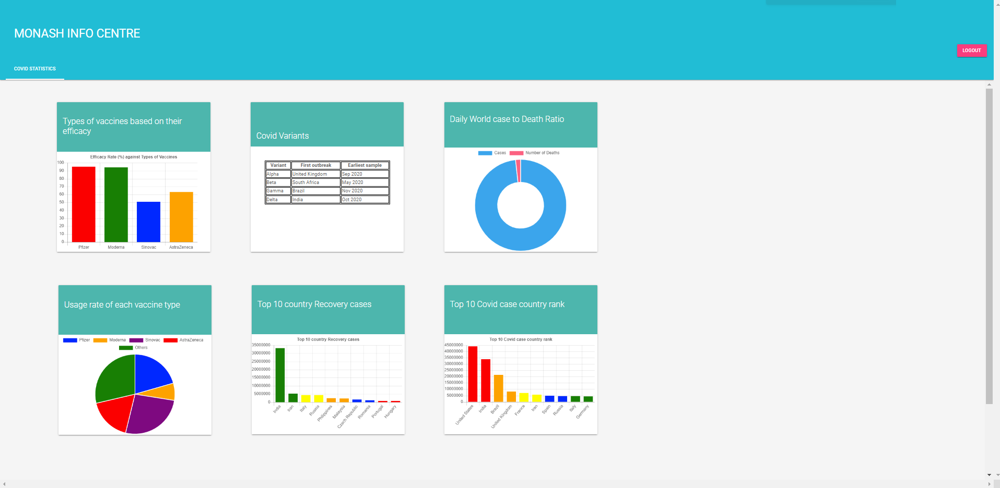 MONASH INFO CENTRE
LOGOUT
COVID STATISTICS
Types of vaccines based on their
efficacy
Efficacy Rate (%) against Types of Vaccines
100
90
80
70
60
50
40
30
20
10
0
Pfizer Moderna Sinovac AstraZeneca
Covid Variants
Variant First outbreak Earliest sample
Alpha United Kingdom Sep 2020
Beta South Africa May 2020
Gamma Brazil Nov 2020
Delta India Oct 2020
Daily World case to Death Ratio
Cases Number of Deaths
Usage rate of each vaccine type
Pfizer Moderna Sinovac AstraZeneca
Others
Top 10 country Recovery cases
Top 10 country Recovery cases
35000000
30000000
25000000
20000000
15000000
10000000
5000000
0
India Iran Italy Russia Philippines Malaysia Czech Republic Romania Portugal Hungary
Top 10 Covid case country rank
Top 10 Covid case country rank
45000000
40000000
35000000
30000000
25000000
20000000
15000000
10000000
5000000
0
United States India Brazil United Kingdom France Iran Spain Russia Italy Germany